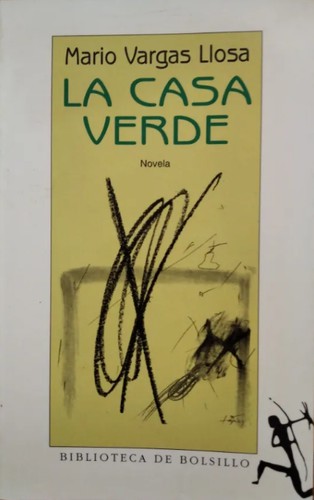 Mario Vargas Llosa
LA CASA
VERDE
Novela
BIBLIOTECA DE BOLSILLO